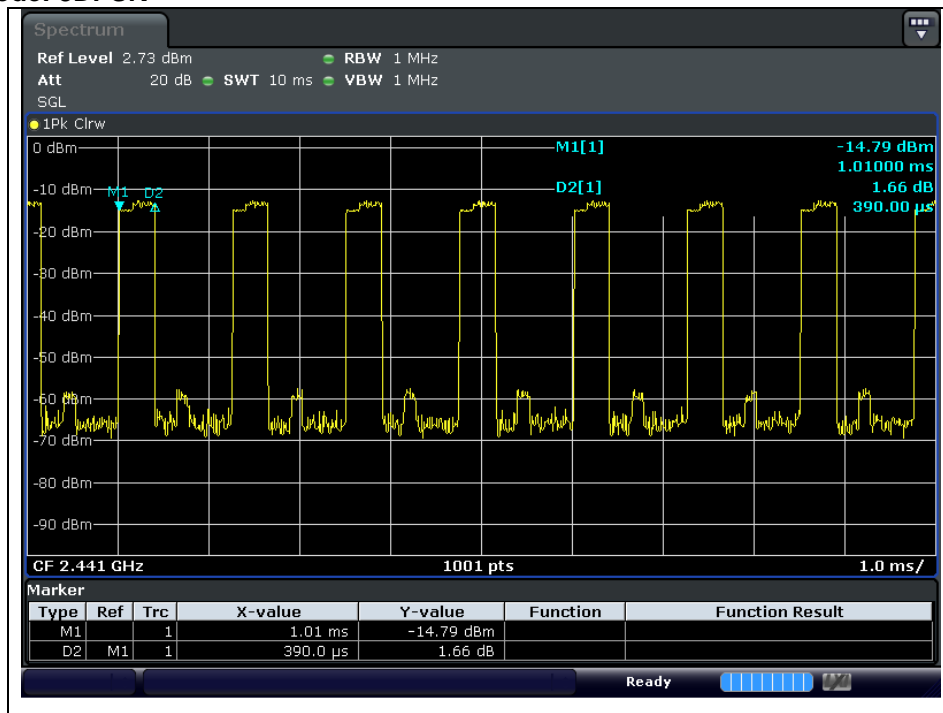 Spectrum
Ref Level 2.73 dBm RBW 1 MHz
Att 20 dB SWT 10 ms VBW 1 MHz
SGL
1Pk Clrw
0 dBm
M1[1] -14.79 dBm
1.01000 ms
-10 dBm
M1 D2
D2[1] 1.66 dB
390.00 µs
-20 dBm
-30 dBm
-40 dBm
-50 dBm
-60 dBm
-70 dBm
-80 dBm
-90 dBm
CF 2.441 GHz 1001 pts 1.0 ms/
Marker
Type Ref Trc X-value Y-value Function Function Result
M1 1 1.01 ms -14.79 dBm
D2 M1 1 390.0 µs 1.66 dB
Ready